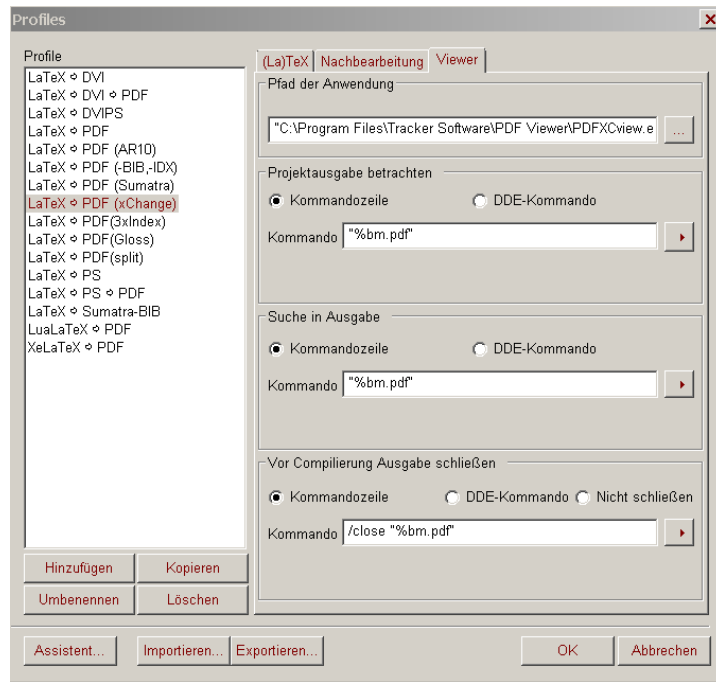 Profiles
Profile
LaTeX ⇨ DVI
LaTeX ⇨ DVI ⇨ PDF
LaTeX ⇨ DVIPS
LaTeX ⇨ PDF
LaTeX ⇨ PDF (AR10)
LaTeX ⇨ PDF (-BIB,-IDX)
LaTeX ⇨ PDF (Sumatra)
LaTeX ⇨ PDF (xChange)
LaTeX ⇨ PDF(3xIndex)
LaTeX ⇨ PDF(Gloss)
LaTeX ⇨ PDF(split)
LaTeX ⇨ PS
LaTeX ⇨ PS ⇨ PDF
LaTeX ⇨ Sumatra-BIB
LuaLaTeX ⇨ PDF
XeLaTeX ⇨ PDF
Hinzufügen Kopieren
Umbenennen Löschen
(La)TeX Nachbearbeitung Viewer
Pfad der Anwendung
"C:\Program Files\Tracker Software\PDF Viewer\PDFXCview.e ...
Projektausgabe betrachten
Kommandozeile DDE-Kommando
Kommando "%bm.pdf"
Suche in Ausgabe
Kommandozeile DDE-Kommando
Kommando "%bm.pdf"
Vor Compilierung Ausgabe schließen
Kommandozeile DDE-Kommando Nicht schließen
Kommando /close "%bm.pdf"
Assistent... Importieren... Exportieren... OK Abbrechen